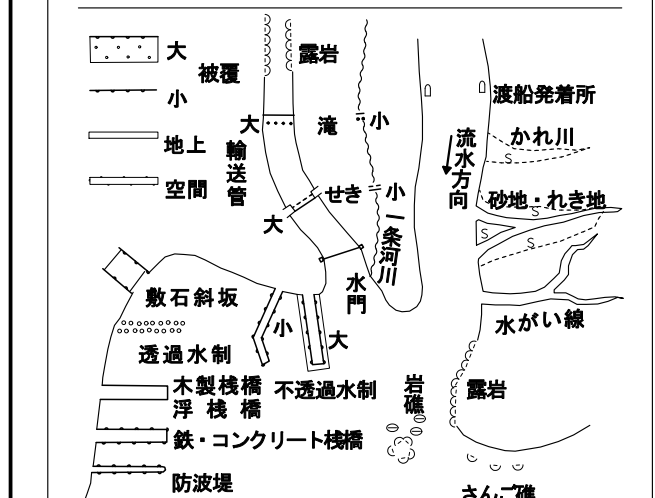 大
被覆
小
地上
輸送管
空間
露岩
大
滝
小
せき
小
大
一条河川
水門
渡船発着所
かれ川
流水方向
砂地・れき地
S
S
S
S
水がい線
敷石斜坂
小
大
透過水制
不透過水制
木製桟橋
浮桟橋
鉄・コンクリート桟橋
防波堤
岩礁
露岩
さんご礁